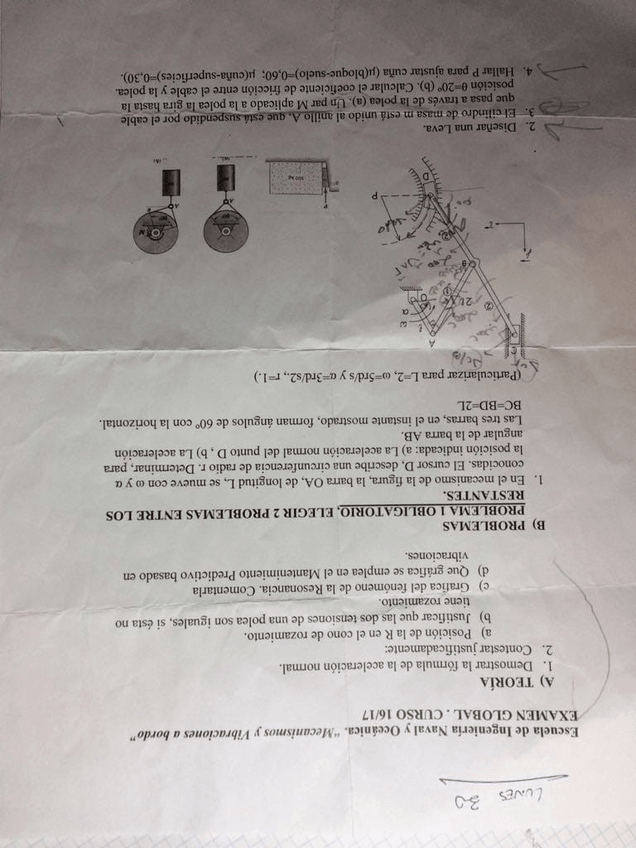 LUNES 30
Escuela de Ingeniería Naval y Oceánica. "Mecanismos y Vibraciones a bordo"
EXAMEN GLOBAL . CURSO 16/17
A) TEORÍA
1. Demostrar la fórmula de la aceleración normal.
2. Contestar justificadamente:
a) Posición de la R en el cono de rozamiento.
b) Justificar que las dos tensiones de una polea son iguales, si ésta no
tiene rozamiento.
c) Grafica del fenómeno de la Resonancia. Comentarla
d) Que gráfica se emplea en el Mantenimiento Predictivo basado en
vibraciones.
B) PROBLEMAS
PROBLEMA 1 OBLIGATORIO, ELEGIR 2 PROBLEMAS ENTRE LOS
RESTANTES.
1. En el mecanismo de la figura, la barra OA, de longitud L, se mueve con ω y α
conocidas. El cursor D, describe una circunferencia de radio r. Determinar, para
la posición indicada: a) La aceleración normal del punto D , b) La aceleración
angular de la barra AB.
Las tres barras, en el instante mostrado, forman ángulos de 60º con la horizontal.
BC=BD=2L
(Particularizar para L=2, ω=5rd/s y α=3rd/s2., r=1.)
A
ω
α
O
B
2L
D
P
A
A
M
P
2. Diseñar una Leva.
3. El cilindro de masa m está unido al anillo A, que está suspendido por el cable
que pasa a través de la polea (a). Un par M aplicado a la polea la gira hasta la
posición θ=20º (b). Calcular el coeficiente de fricción entre el cable y la polea.
4. Hallar P para ajustar cuña (μ(bloque-suelo)=0,60; μ(cuña-superficies)=0,30).